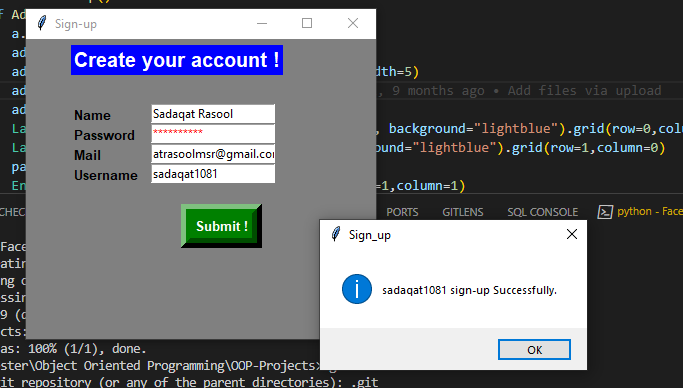 Sign-up
Create your account !
Name Sadaqat Rasool
Password **********
Mail atrasoolmsr@gmail.co
Username sadaqat1081
Submit !
dth=5)
, 9 months ago • Add files via upload
, background="lightblue").grid(row=0,colu
ound="lightblue").grid(row=1,column=0)
=1,column=1)
PORTS GITLENS SQL CONSOLE python - Face
Sign_up
sadaqat1081 sign-up Successfully.
OK
as: 100% (1/1), done.
ster\Object Oriented Programming\OOP-Projects>
it repository (or any of the parent directories): .git